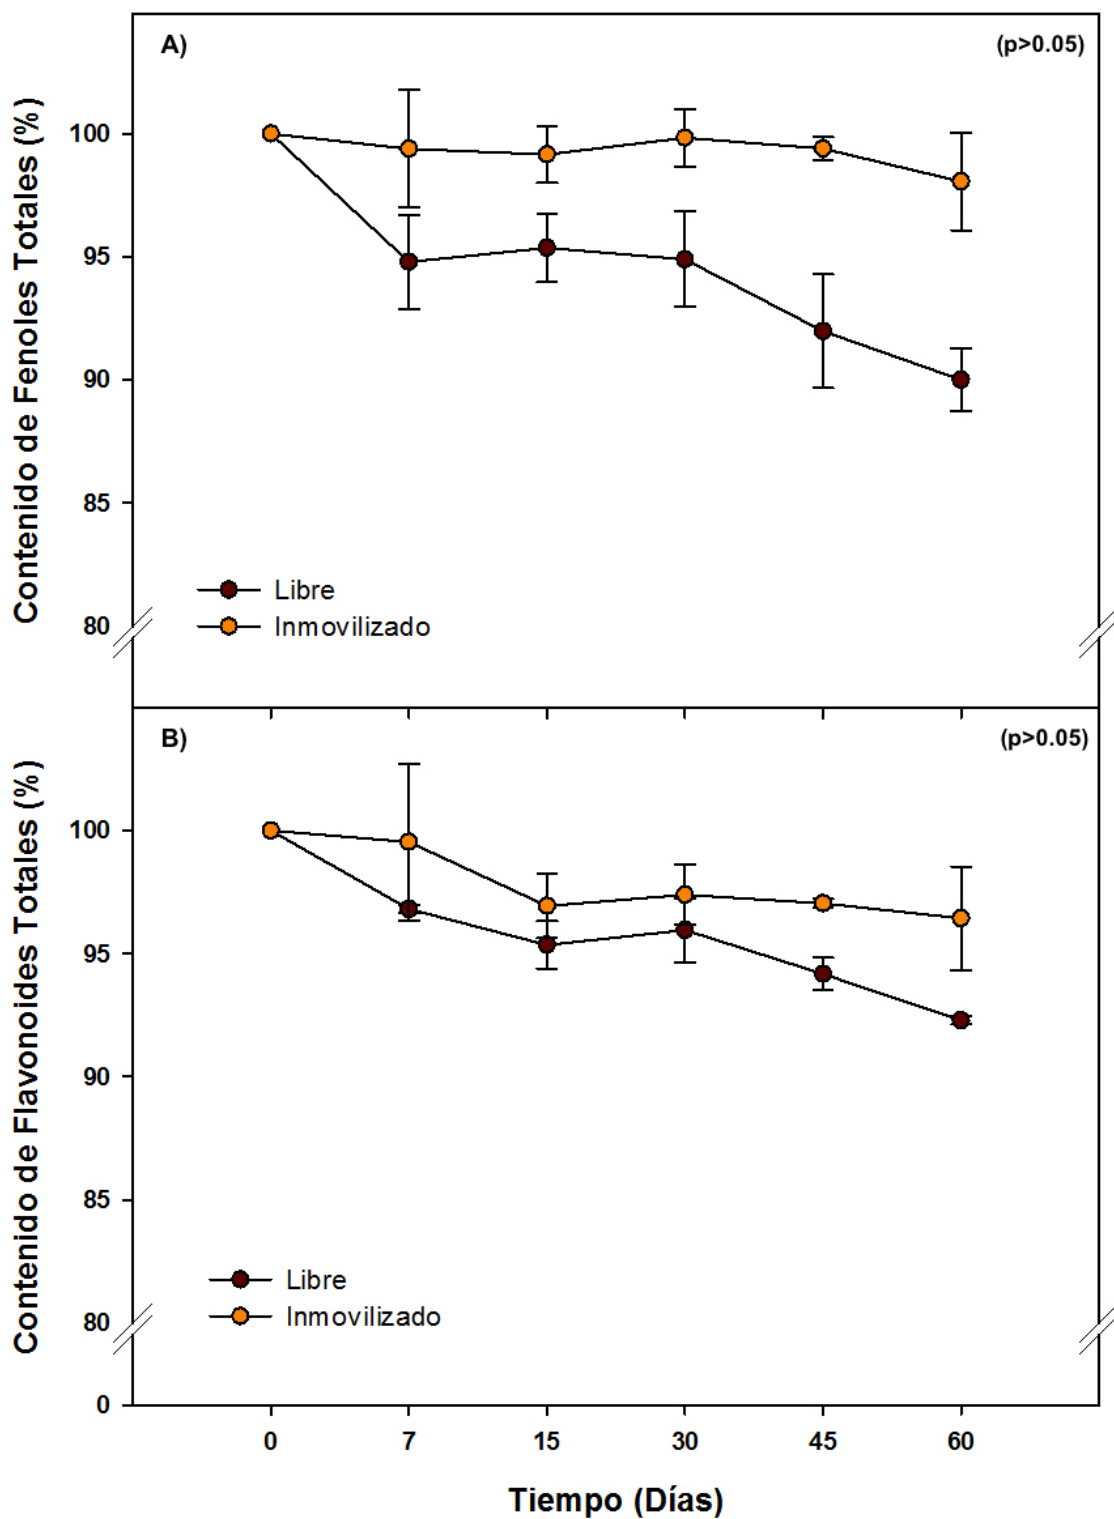 A)
(p>0.05)
Contenido de Fenoles Totales (%)
100
95
90
85
80
Libre
Inmovilizado
B)
(p>0.05)
Contenido de Flavonoides Totales (%)
100
95
90
85
80
0
Libre
Inmovilizado
0 7 15 30 45 60
Tiempo (Días)